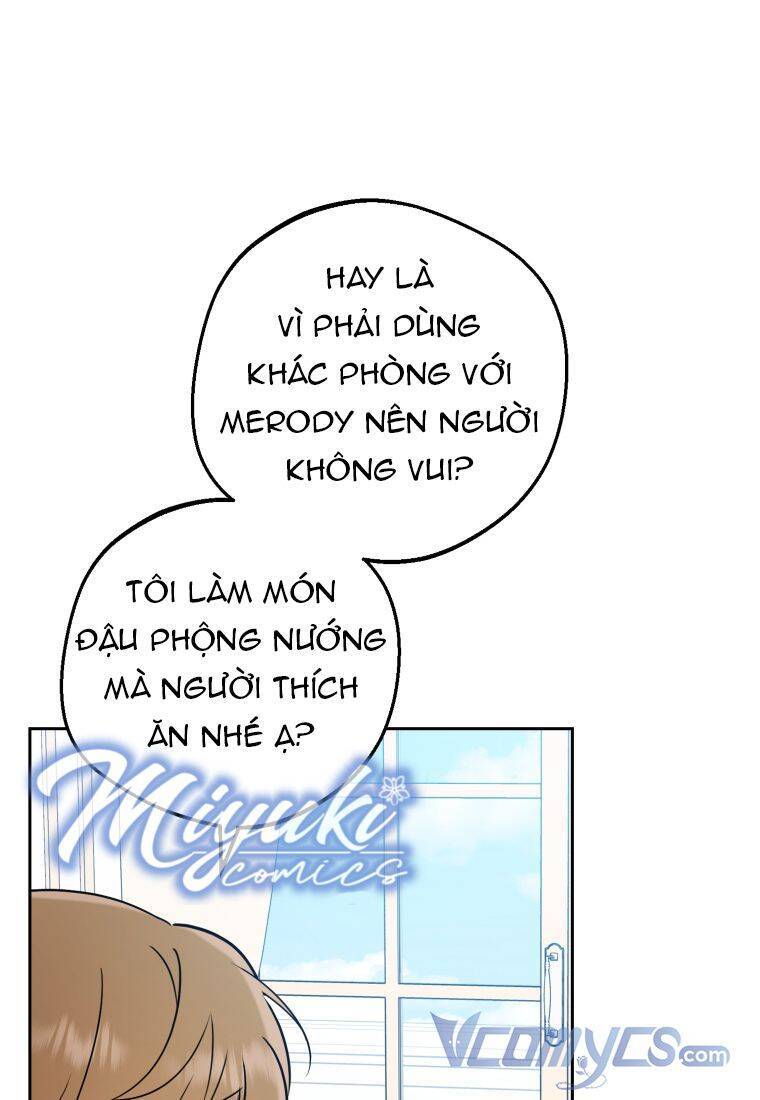 HAY LÀ
VÌ PHẢI DÙNG
KHÁC PHÒNG VỚI
MERODY NÊN NGƯỜI
KHÔNG VUI?
TÔI LÀM MÓN
ĐẬU PHỘNG NƯỚNG
MÀ NGƯỜI THÍCH
ĂN NHÉ Ạ?
Miyuki
comics
VCOMYCS.com